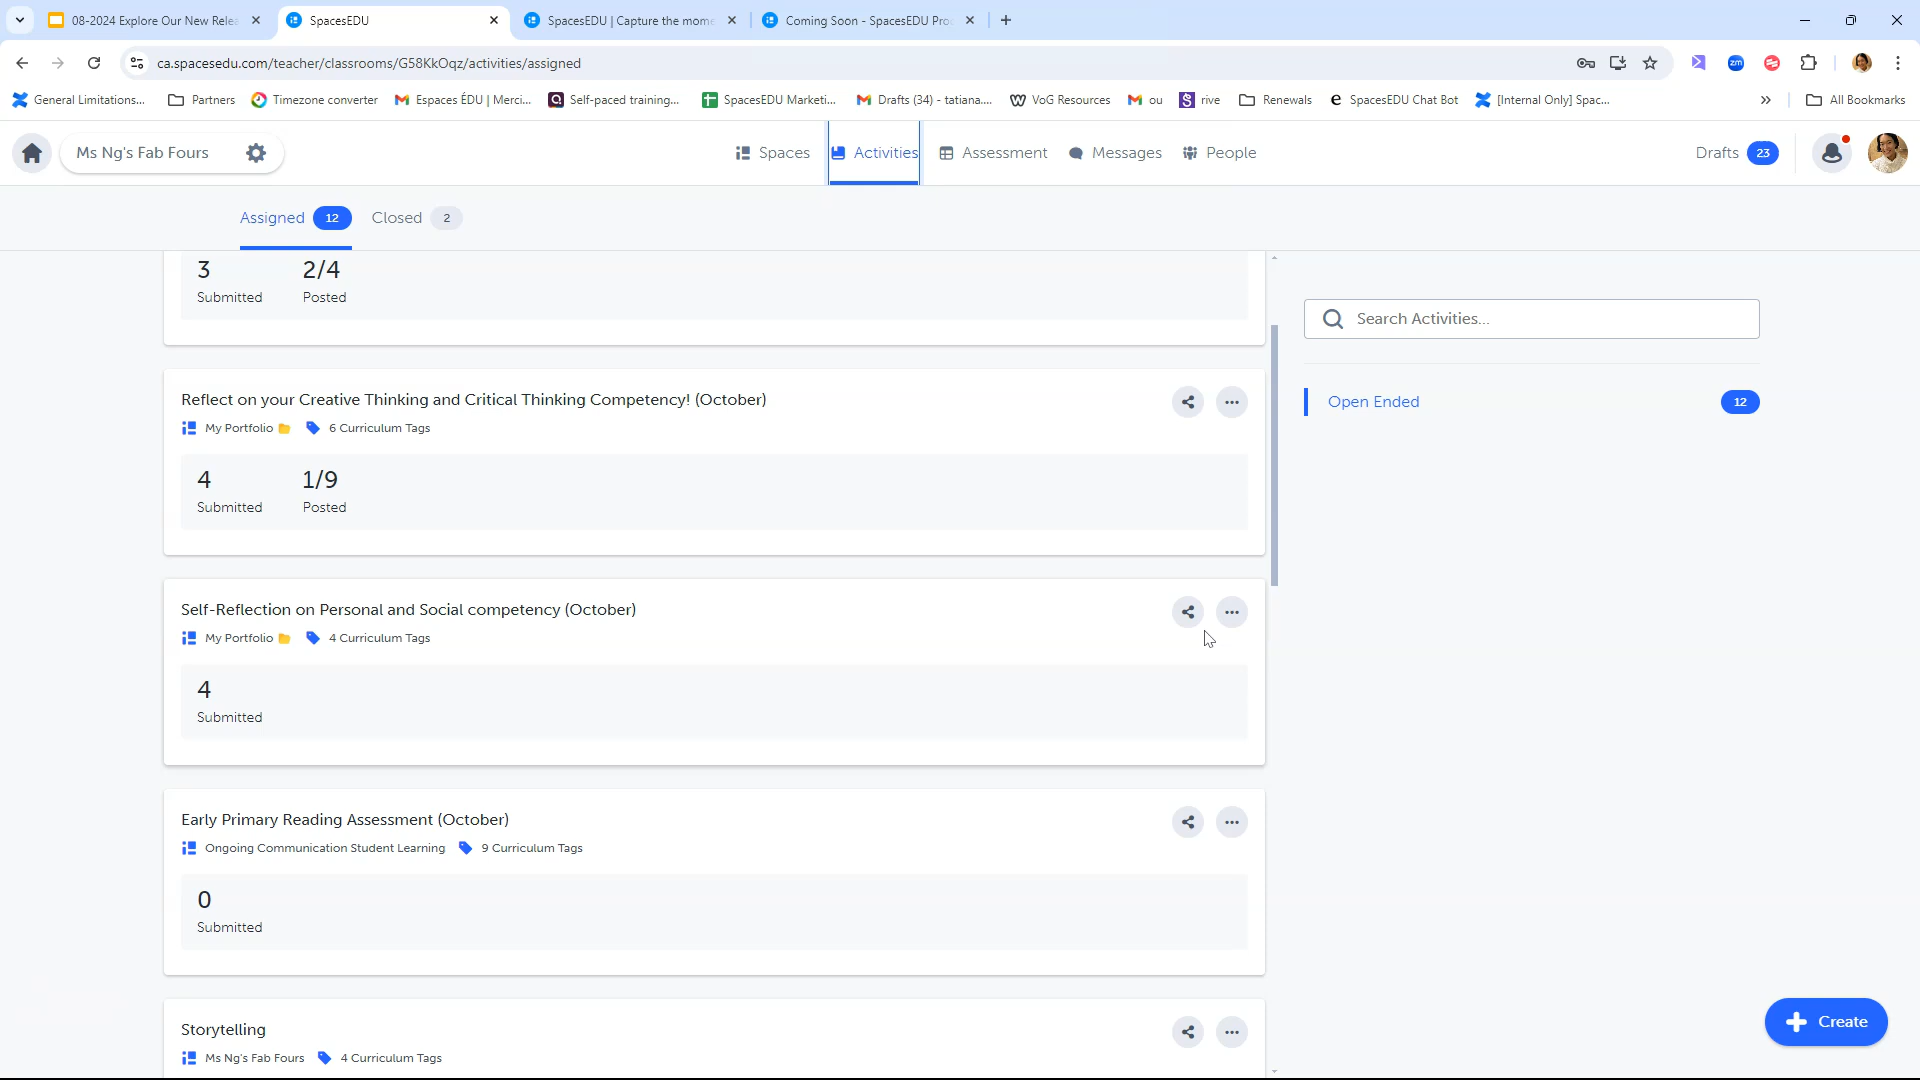 08-2024 Explore Our New Rele
SpacesEDU
SpacesEDU | Capture the mome
Coming Soon - SpacesEDU Pro
ca.spacesedu.com/teacher/classrooms/G58KkOqz/activities/assigned
General Limitations...
Partners
Timezone converter
Espaces ÉDU | Merci...
Self-paced training...
SpacesEDU Marketi...
Drafts (34) - tatiana....
VoG Resources
ou
rive
Renewals
SpacesEDU Chat Bot
[Internal Only] Spac...
All Bookmarks
Ms Ng's Fab Fours
Spaces
Activities
Assessment
Messages
People
Drafts 23
Assigned 12
Closed 2
3 2/4
Submitted Posted
Search Activities...
Open Ended 12
Reflect on your Creative Thinking and Critical Thinking Competency! (October)
My Portfolio 6 Curriculum Tags
4 1/9
Submitted Posted
Self-Reflection on Personal and Social competency (October)
My Portfolio 4 Curriculum Tags
4
Submitted
Early Primary Reading Assessment (October)
Ongoing Communication Student Learning 9 Curriculum Tags
0
Submitted
Storytelling
Ms Ng's Fab Fours 4 Curriculum Tags
Create